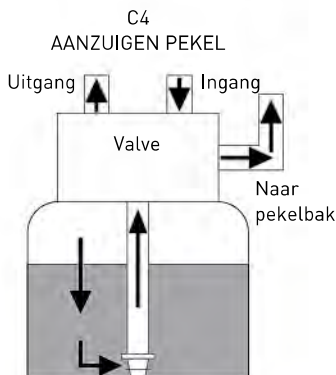 C4
AANZUIGEN PEKEL
Uitgang
Ingang
Valve
Naar
pekelbak